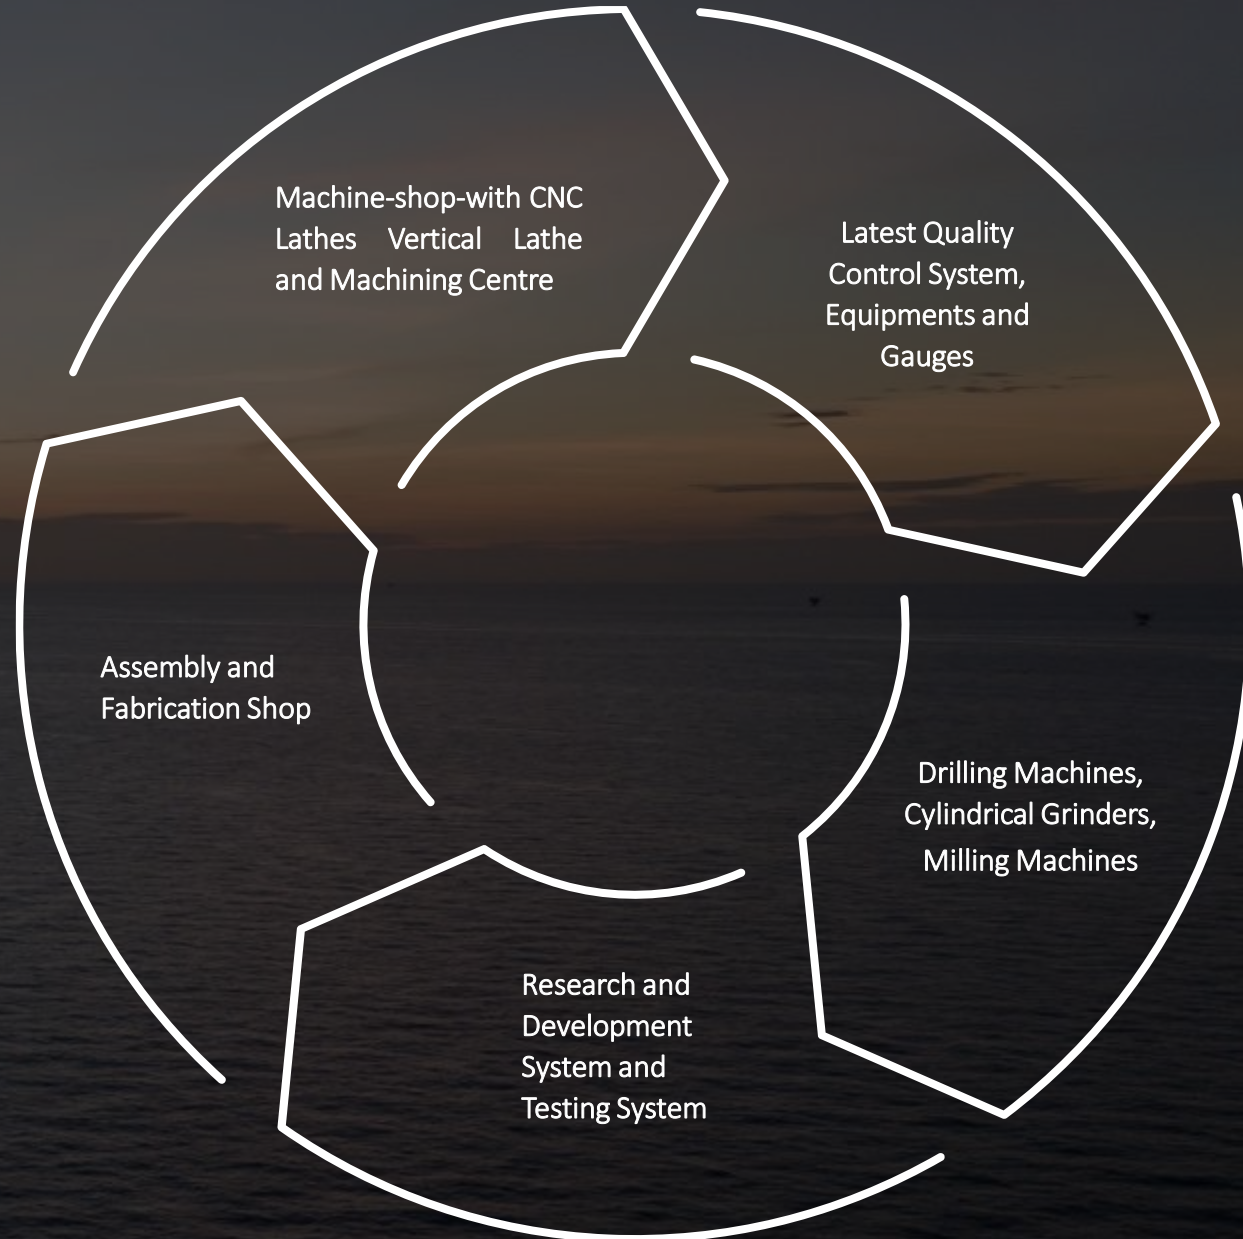 Machine-shop-with CNC
Lathes Vertical Lathe
and Machining Centre
Latest Quality
Control System,
Equipments and
Gauges
Drilling Machines,
Cylindrical Grinders,
Milling Machines
Research and
Development
System and
Testing System
Assembly and
Fabrication Shop